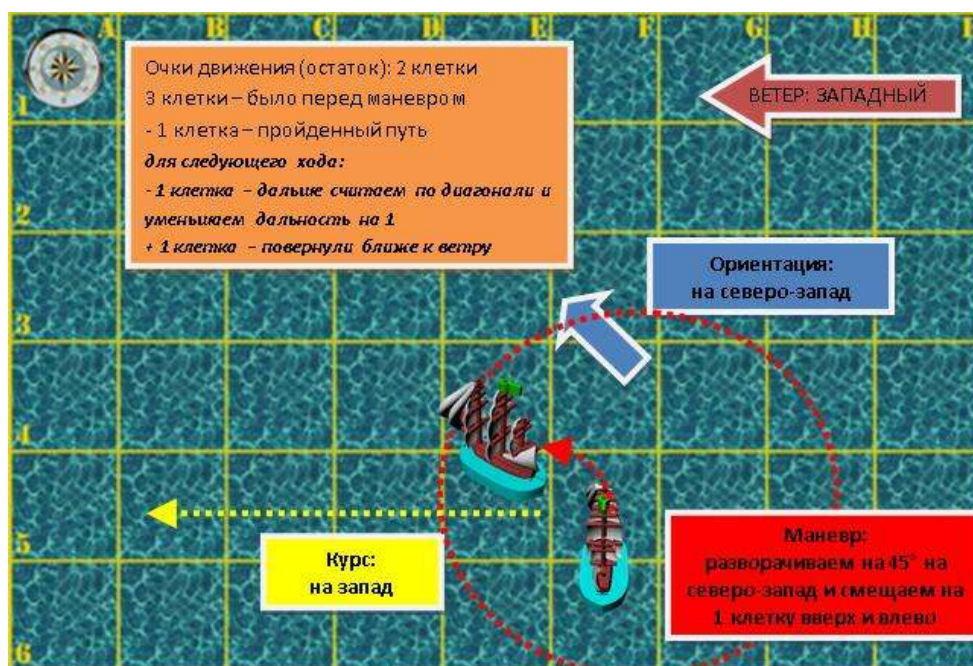 A B C D E F G H I
Очки движения (остаток): 2 клетки
3 клетки – было перед маневром
- 1 клетка – пройденный путь
для следующего хода:
- 1 клетка – дальше считаем по диагонали и
уменьшаем дальность на 1
+ 1 клетка – повернули ближе к ветру
ВЕТЕР: ЗАПАДНЫЙ
1
2
Ориентация:
на северо-запад
3
4
5
Курс:
на запад
Маневр:
разворачиваем на 45° на
северо-запад и смещаем на
1 клетку вверх и влево
6